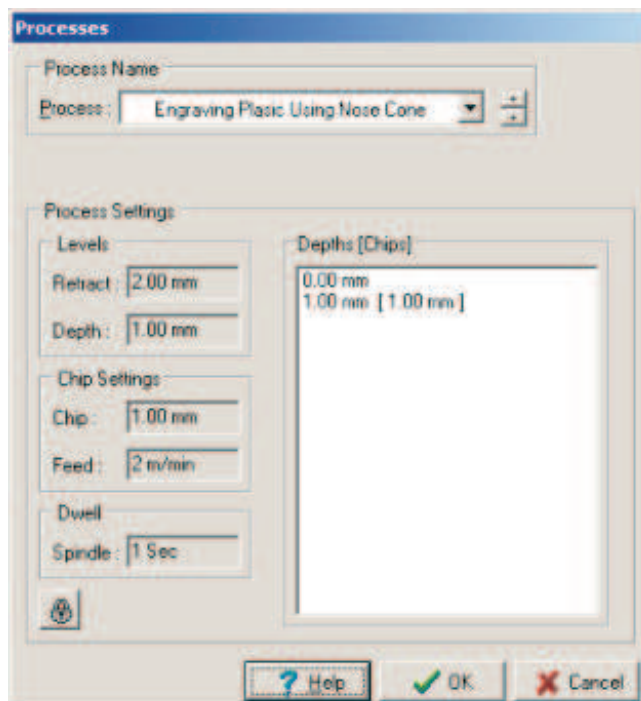 Processes
Process Name
Process : Engraving Plasic Using Nose Cone
Process Settings
Levels
Retract : 2.00 mm
Depth : 1.00 mm
Chip Settings
Chip : 1.00 mm
Feed : 2 m/min
Dwell
Spindle : 1 Sec
Depths [Chips]
0.00 mm
1.00 mm [ 1.00 mm ]
? Help
OK
Cancel